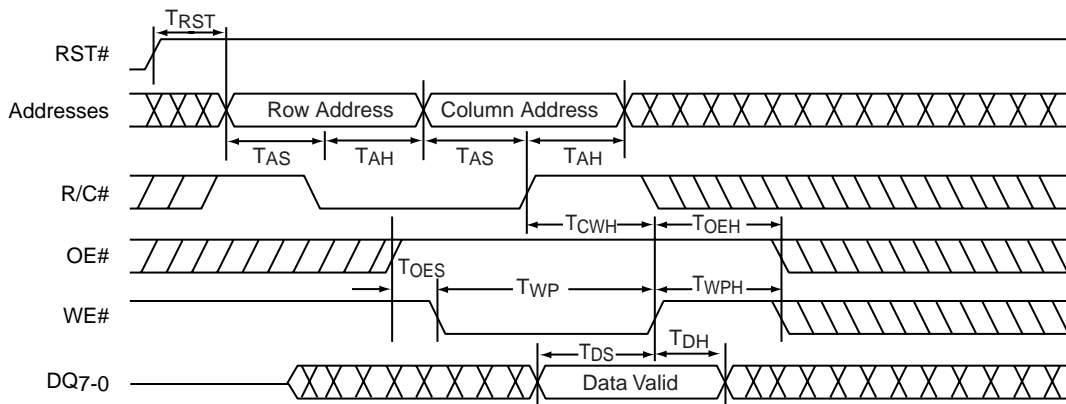 TRST
RST#
Addresses
Row Address
Column Address
TAS
TAH
TAS
TAH
R/C#
TCWH
TOEH
OE#
TOES
TWP
TWPH
WE#
TDS
TDH
DQ7-0
Data Valid